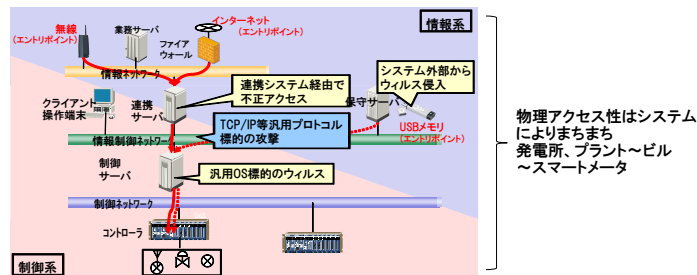 情報系
無線
(エントリポイント)
業務サーバ
インターネット
(エントリポイント)
ファイア
ウォール
情報ネットワーク
連携システム経由で
不正アクセス
システム外部から
ウィルス侵入
クライアント
操作端末
連携
サーバ
保守サーバ
USBメモリ
(エントリポイント)
TCP/IP等汎用プロトコル
標的の攻撃
情報制御ネットワーク
制御
サーバ
汎用OS標的のウィルス
制御ネットワーク
コントローラ
制御系
物理アクセス性はシステム
によりまちまち
発電所、プラント~ビル
~スマートメータ